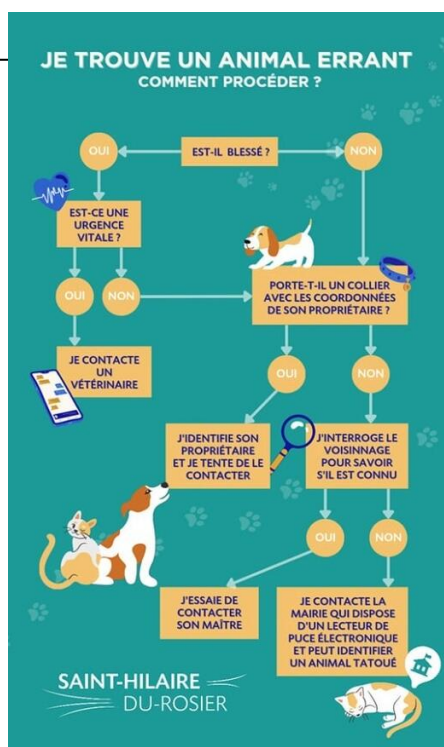 JE TROUVE UN ANIMAL ERRANT
COMMENT PROCÉDER ?
OUI
EST-IL BLESSÉ ?
NON
EST-CE UNE
URGENCE
VITALE ?
OUI
NON
PORTE-T-IL UN COLLIER
AVEC LES COORDONNÉES
DE SON PROPRIÉTAIRE ?
JE CONTACTE
UN
VÉTÉRINAIRE
OUI
NON
J'IDENTIFIE SON
PROPRIÉTAIRE
ET JE TENTE DE LE
CONTACTER
J'INTERROGE LE
VOISINNAGE
POUR SAVOIR
S'IL EST CONNU
OUI
NON
J'ESSAIE DE
CONTACTER
SON MAÎTRE
JE CONTACTE LA
MAIRIE QUI DISPOSE
D'UN LECTEUR DE
PUCE ÉLECTRONIQUE
ET PEUT IDENTIFIER
UN ANIMAL TATOUÉ
SAINT-HILAIRE
DU-ROSIER